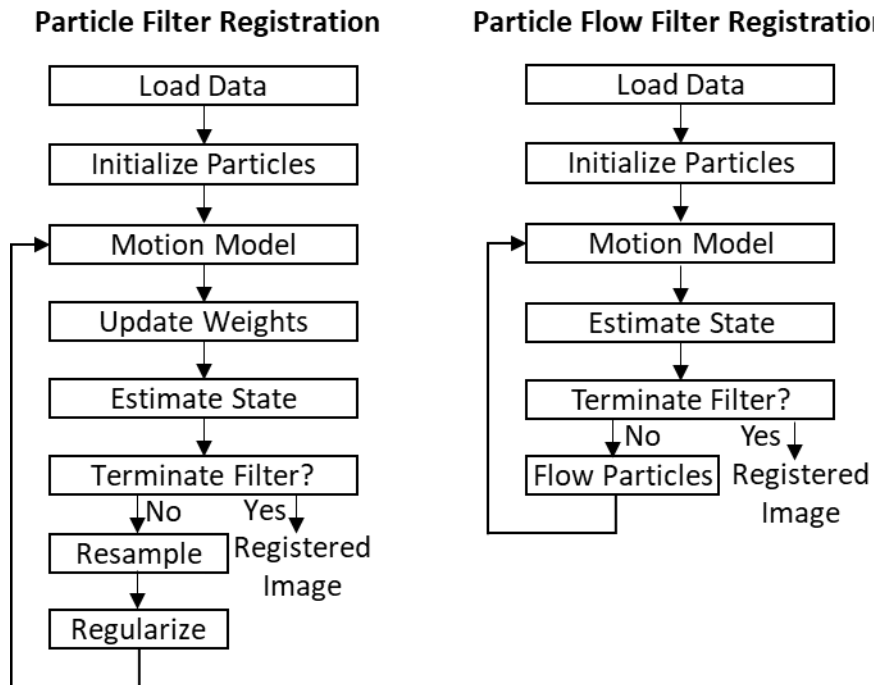 Particle Filter Registration
Load Data
Initialize Particles
Motion Model
Update Weights
Estimate State
Terminate Filter?
No
Yes
Resample
Registered
Image
Regularize
Particle Flow Filter Registration
Load Data
Initialize Particles
Motion Model
Estimate State
Terminate Filter?
No
Yes
Flow Particles
Registered
Image